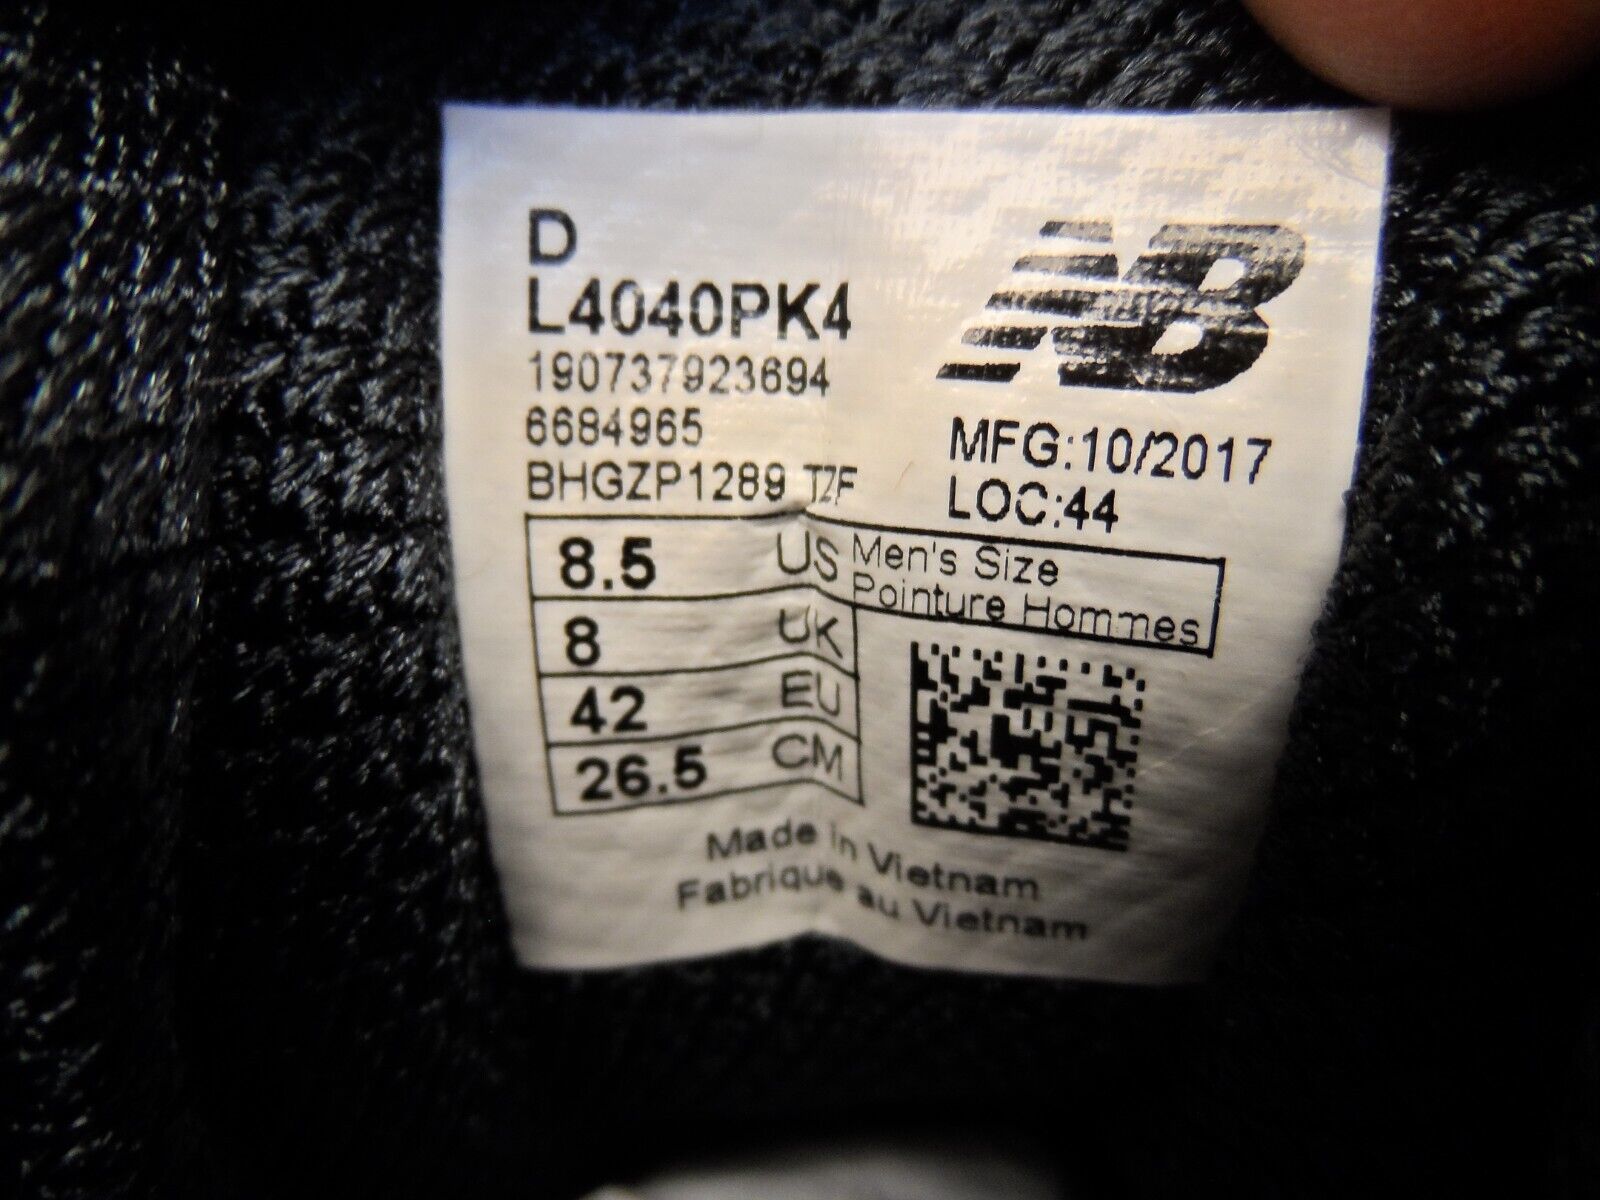 D
L4040PK4
190737923694
6684965
BHGZP1289 TZF
NB
MFG:10/2017
LOC:44
8.5 US Men's Size
Pointure Hommes
8 UK
42 EU
26.5 CM
Made in Vietnam
Fabrique au Vietnam